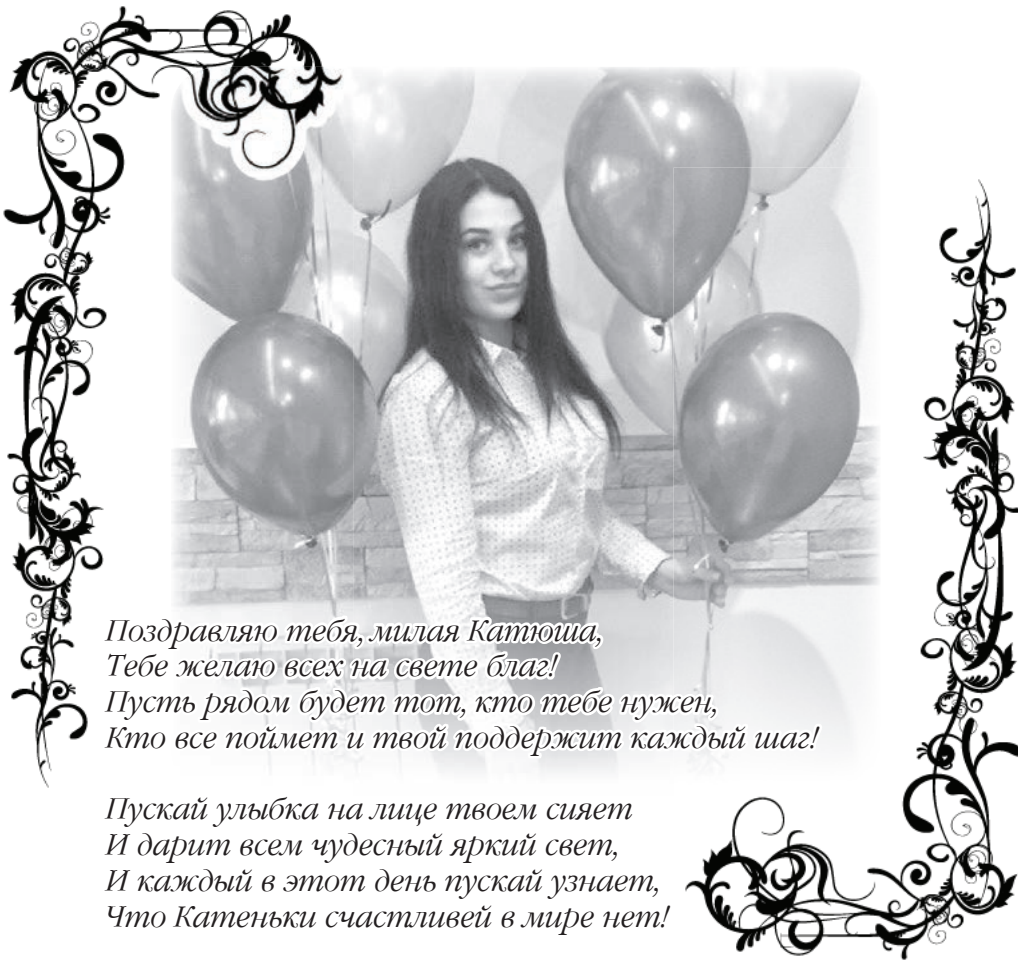 Поздравляю тебя, милая Катюша,
Тебе желаю всех на свете благ!
Пусть рядом будет тот, кто тебе нужен,
Кто все поймет и твой поддержит каждый шаг!
Пускай улыбка на лице твоем сияет
И дарит всем чудесный яркий свет,
И каждый в этот день пускай узнает,
Что Катеньки счастливей в мире нет!